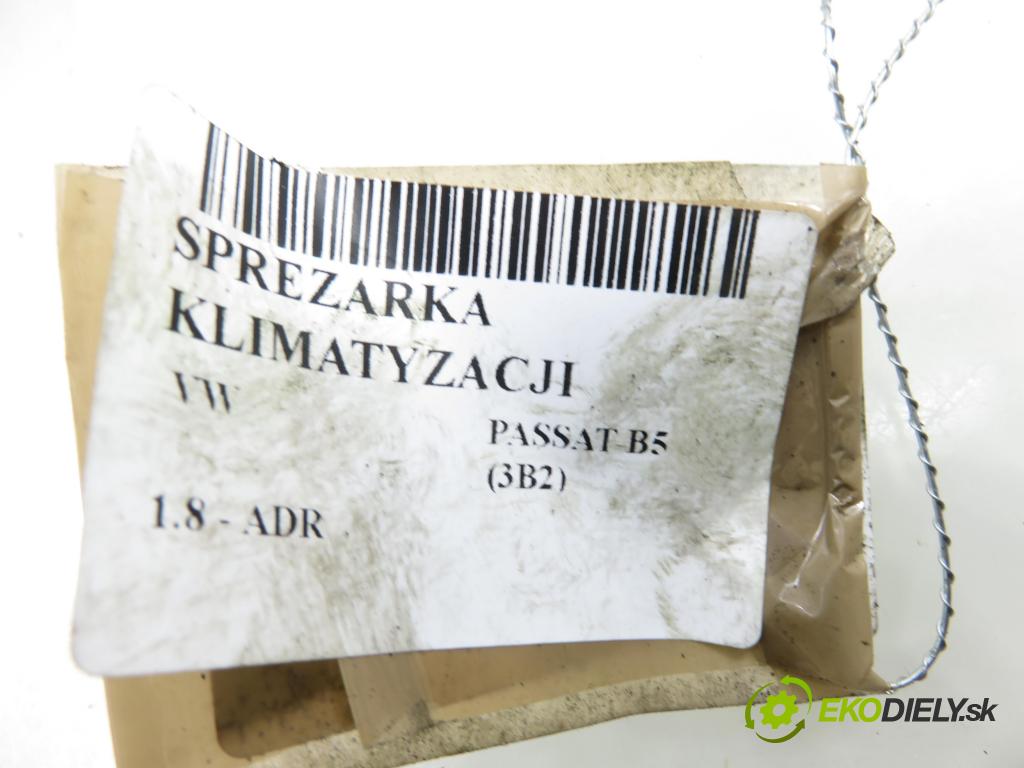 SPREZARKA
KLIMATYZACJI
VW
PASSAT B5
(3B2)
1.8 - ADR
EKODIELY.sk